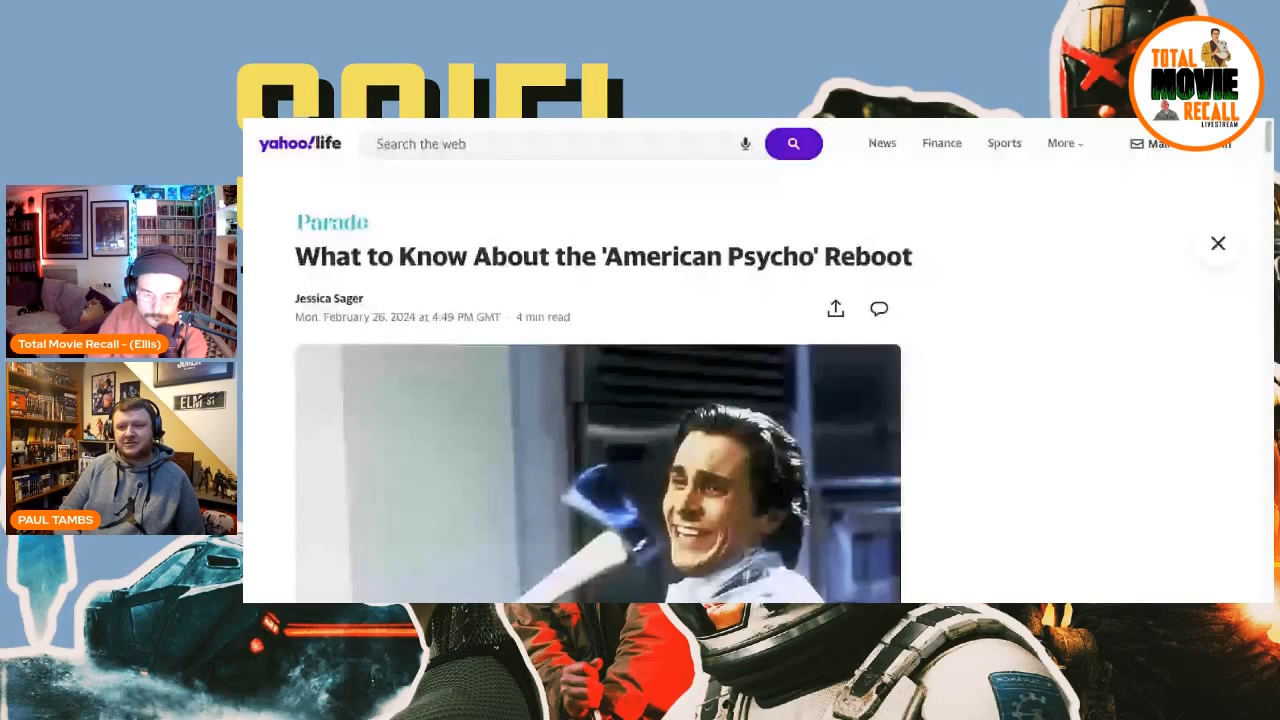 SCIFI
TOTAL
MOVIE
RECALL
LIVESTREAM
yahoo!life
Search the web
News
Finance
Sports
More
Parade
What to Know About the 'American Psycho' Reboot
Jessica Sager
Mon, February 26, 2024 at 4:49 PM GMT · 4 min read
Total Movie Recall - (Ellis)
ELM ST
PAUL TAMBS